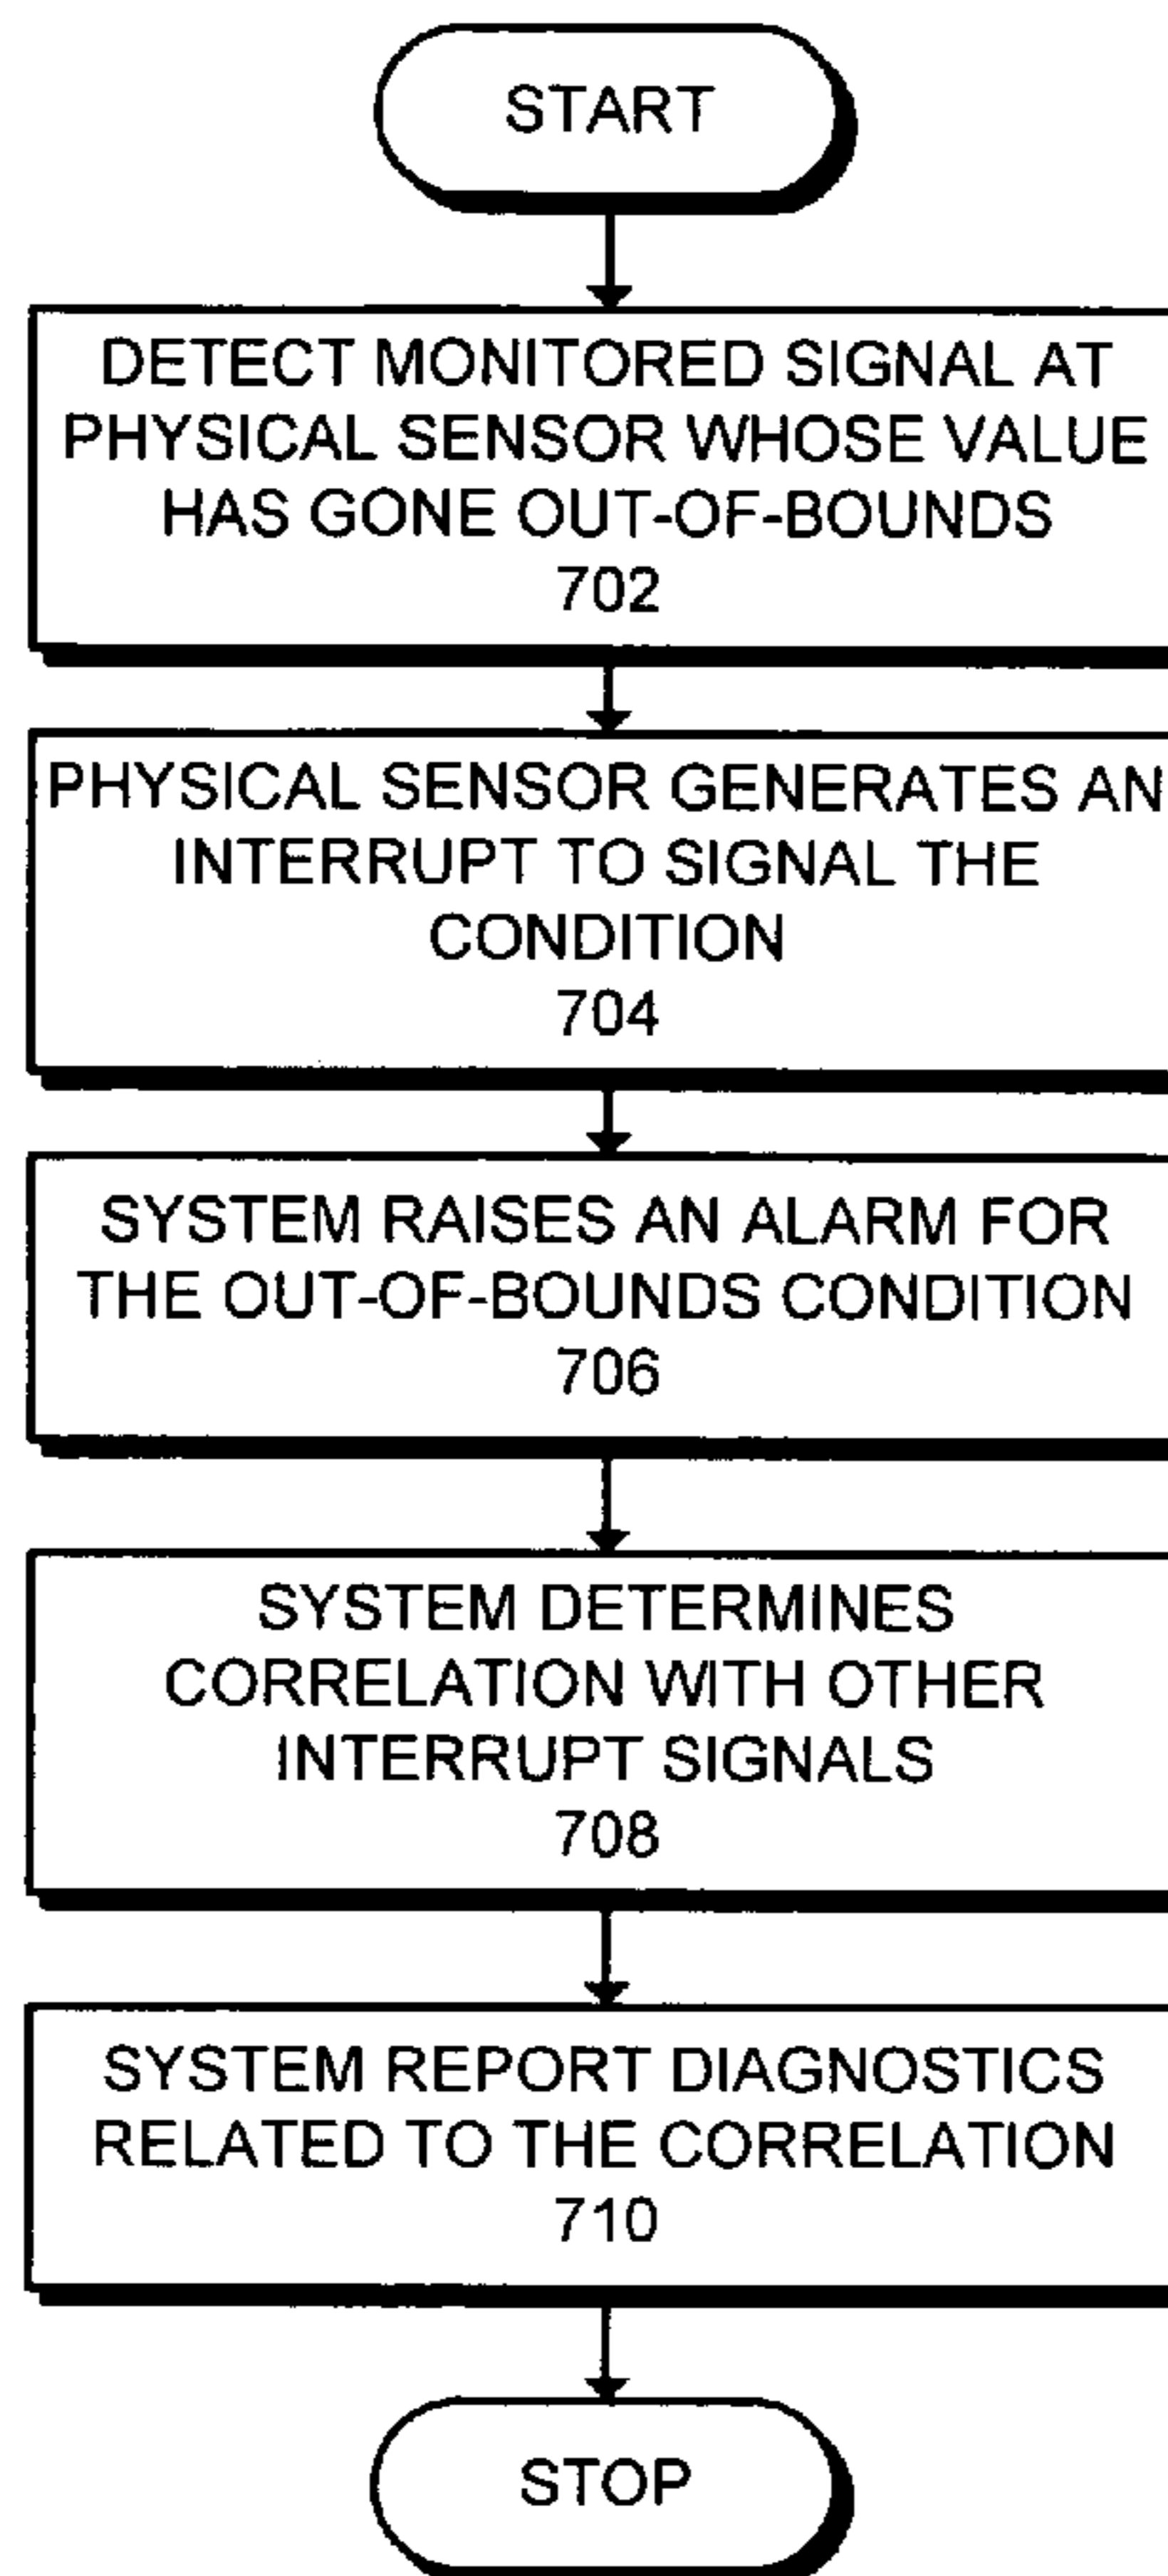 START
DETECT MONITORED SIGNAL AT
PHYSICAL SENSOR WHOSE VALUE
HAS GONE OUT-OF-BOUNDS
702
PHYSICAL SENSOR GENERATES AN
INTERRUPT TO SIGNAL THE
CONDITION
704
SYSTEM RAISES AN ALARM FOR
THE OUT-OF-BOUNDS CONDITION
706
SYSTEM DETERMINES
CORRELATION WITH OTHER
INTERRUPT SIGNALS
708
SYSTEM REPORT DIAGNOSTICS
RELATED TO THE CORRELATION
710
STOP